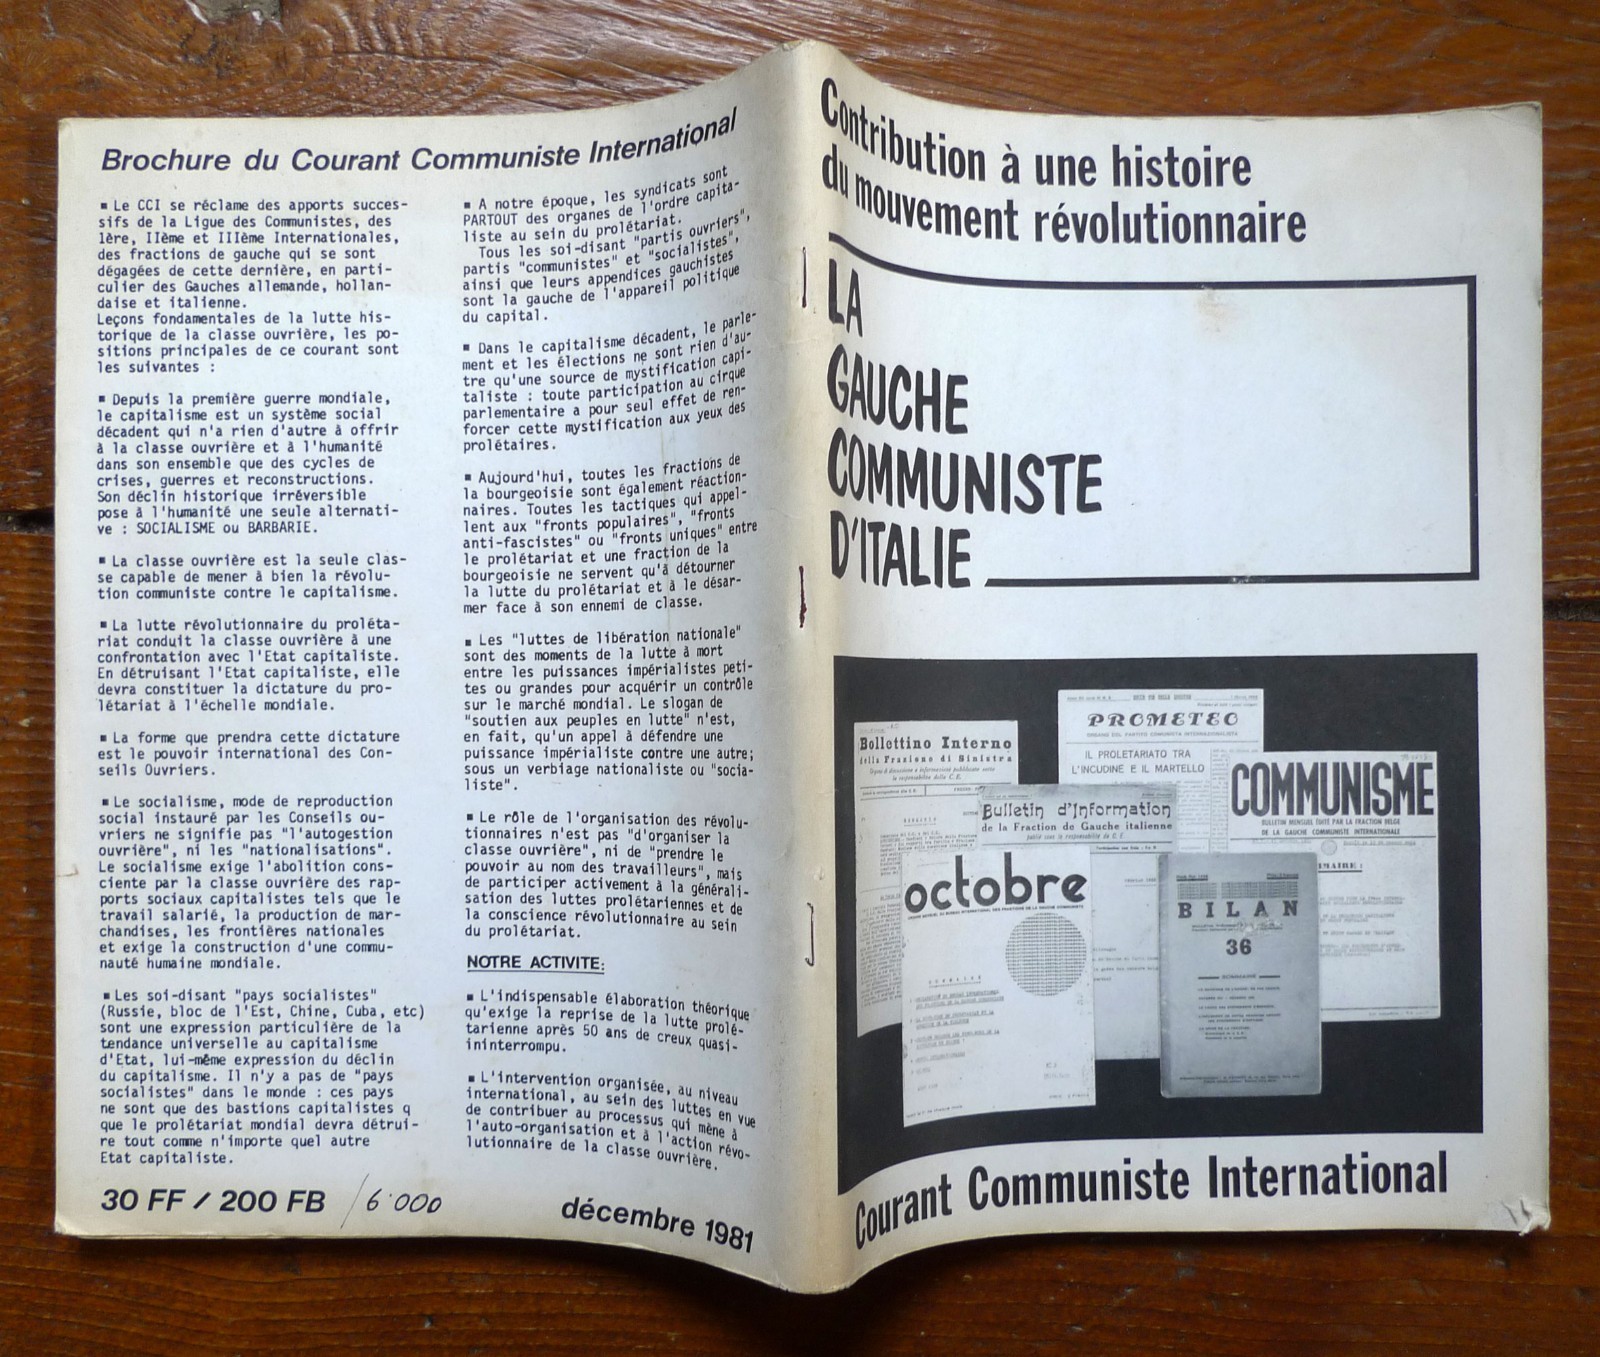 Brochure du Courant Communiste International
▪ Le CCI se réclame des apports succes-
sifs de la Ligue des Communistes, des
1ère, IIème et IIIème Internationales,
des fractions de gauche qui se sont
dégagées de cette dernière, en parti-
culier des Gauches allemande, hollan-
daise et italienne.
Leçons fondamentales de la lutte his-
torique de la classe ouvrière, les po-
sitions principales de ce courant sont
les suivantes :
▪ Depuis la première guerre mondiale,
le capitalisme est un système social
décadent qui n'a rien d'autre à offrir
à la classe ouvrière et à l'humanité
dans son ensemble que des cycles de
crises, guerres et reconstructions.
Son déclin historique irréversible
pose à l'humanité une seule alternati-
ve : SOCIALISME ou BARBARIE.
▪ La classe ouvrière est la seule clas-
se capable de mener à bien la révolu-
tion communiste contre le capitalisme.
▪ La lutte révolutionnaire du proléta-
riat conduit la classe ouvrière à une
confrontation avec l'Etat capitaliste.
En détruisant l'Etat capitaliste, elle
devra constituer la dictature du pro-
létariat à l'échelle mondiale.
▪ La forme que prendra cette dictature
est le pouvoir international des Con-
seils Ouvriers.
▪ Le socialisme, mode de reproduction
social instauré par les Conseils ou-
vriers ne signifie pas "l'autogestion
ouvrière", ni les "nationalisations".
Le socialisme exige l'abolition cons-
ciente par la classe ouvrière des rap-
ports sociaux capitalistes tels que le
travail salarié, la production de mar-
chandises, les frontières nationales
et exige la construction d'une commu-
nauté humaine mondiale.
▪ Les soi-disant "pays socialistes"
(Russie, bloc de l'Est, Chine, Cuba, etc)
sont une expression particulière de la
tendance universelle au capitalisme
d'Etat, lui-même expression du déclin
du capitalisme. Il n'y a pas de "pays
socialistes" dans le monde : ces pays
ne sont que des bastions capitalistes q
que le prolétariat mondial devra détrui-
re tout comme n'importe quel autre
Etat capitaliste.
▪ A notre époque, les syndicats sont
PARTOUT des organes de l'ordre capita-
liste au sein du prolétariat.
Tous les soi-disant "partis ouvriers",
partis "communistes" et "socialistes",
ainsi que leurs appendices gauchistes
sont la gauche de l'appareil politique
du capital.
▪ Dans le capitalisme décadent, le parle-
ment et les élections ne sont rien d'au-
tre qu'une source de mystification capi-
taliste : toute participation au cirque
parlementaire a pour seul effet de ren-
forcer cette mystification aux yeux des
prolétaires.
▪ Aujourd'hui, toutes les fractions de
la bourgeoisie sont également réaction-
naires. Toutes les tactiques qui appel-
lent aux "fronts populaires", "fronts
anti-fascistes" ou "fronts uniques" entre
le prolétariat et une fraction de la
bourgeoisie ne servent qu'à détourner
la lutte du prolétariat et à le désar-
mer face à son ennemi de classe.
▪ Les "luttes de libération nationale"
sont des moments de la lutte à mort
entre les puissances impérialistes peti-
tes ou grandes pour acquérir un contrôle
sur le marché mondial. Le slogan de
"soutien aux peuples en lutte" n'est,
en fait, qu'un appel à défendre une
puissance impérialiste contre une autre;
sous un verbiage nationaliste ou "socia-
liste".
▪ Le rôle de l'organisation des révolu-
tionnaires n'est pas "d'organiser la
classe ouvrière", ni de "prendre le
pouvoir au nom des travailleurs", mais
de participer activement à la générali-
sation des luttes prolétariennes et de
la conscience révolutionnaire au sein
du prolétariat.
NOTRE ACTIVITE:
▪ L'indispensable élaboration théorique
qu'exige la reprise de la lutte prolé-
tarienne après 50 ans de creux quasi-
ininterrompu.
▪ L'intervention organisée, au niveau
international, au sein des luttes en vue
de contribuer au processus qui mène à
l'auto-organisation et à l'action révo-
lutionnaire de la classe ouvrière.
30 FF / 200 FB /6.000
décembre 1981
Contribution à une histoire
du mouvement révolutionnaire
LA
GAUCHE
COMMUNISTE
D'ITALIE
Bollettino Interno
della Frazione di Sinistra
PROMETEO
ORGANO DEL PARTITO COMUNISTA INTERNAZIONALISTA
IL PROLETARIATO TRA
L'INCUDINE E IL MARTELLO
COMMUNISME
BULLETIN MENSUEL ÉDITÉ PAR LA FRACTION BELGE
DE LA GAUCHE COMMUNISTE INTERNATIONALE
Bulletin d'Information
de la Fraction de Gauche italienne
octobre
BILAN
36
Courant Communiste International